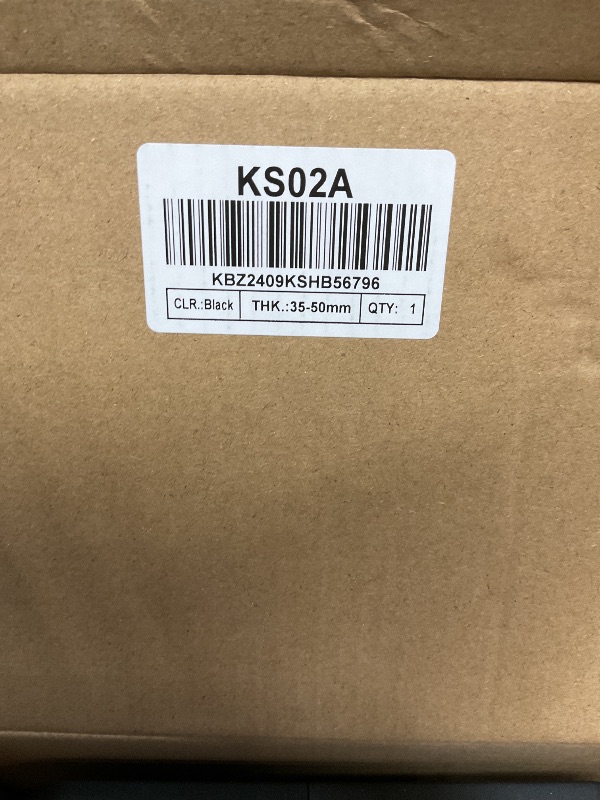 KS02A
KBZ2409KSHB56796
CLR.:Black THK.:35-50mm QTY: 1